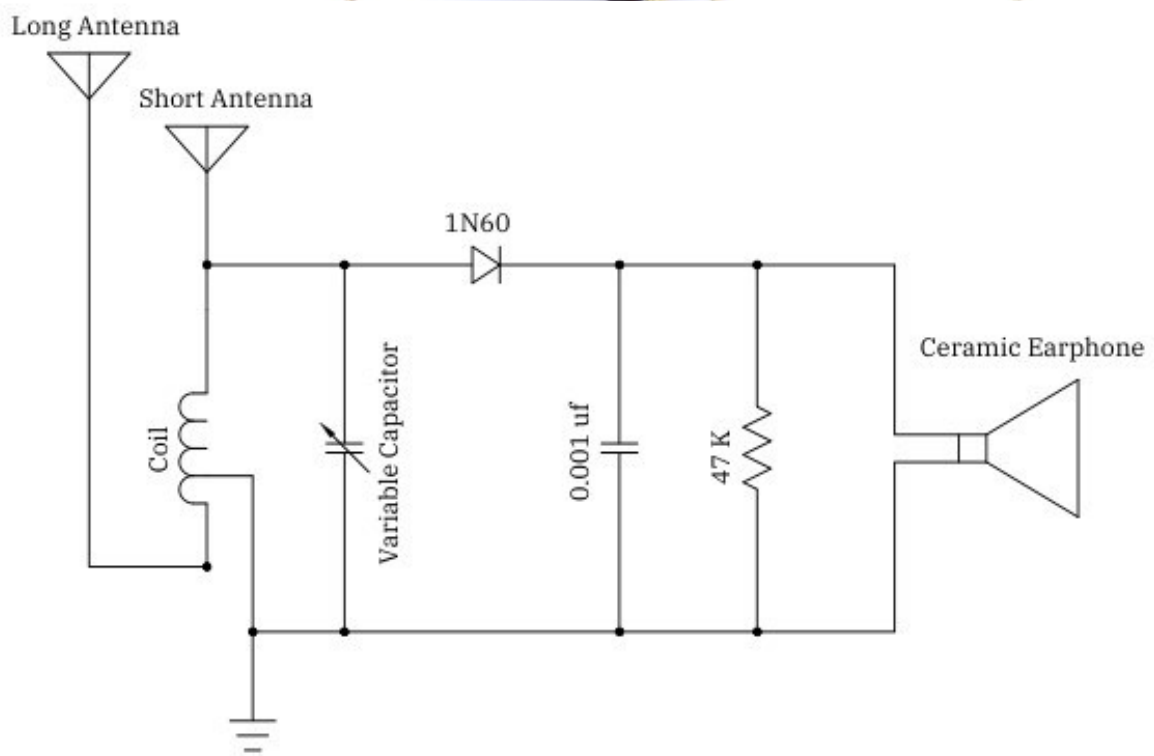 Long Antenna
Short Antenna
1N60
Ceramic Earphone
Coil
Variable Capacitor
0.001 uf
47 K